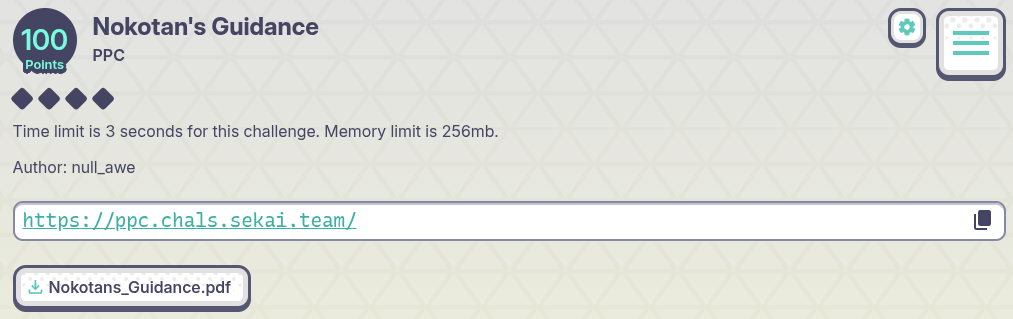 100
Points
Nokotan's Guidance
PPC
Time limit is 3 seconds for this challenge. Memory limit is 256mb.
Author: null_awe
https://ppc.chals.sekai.team/
Nokotans_Guidance.pdf